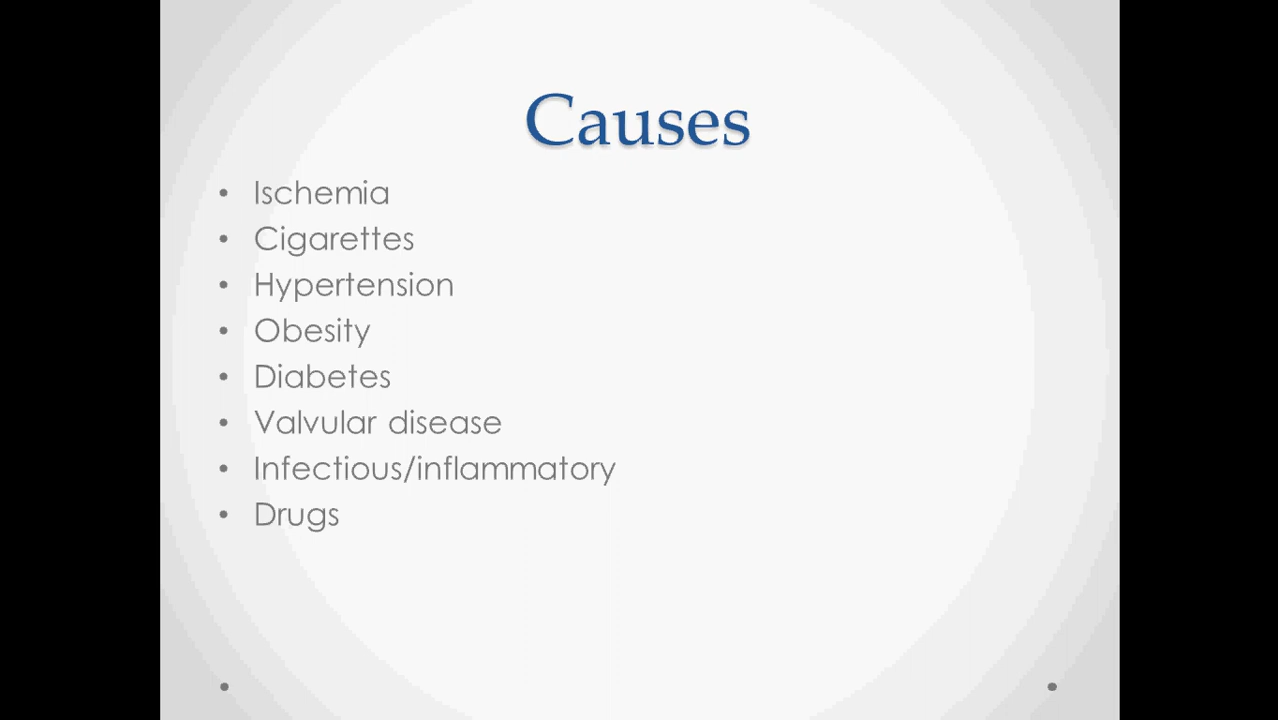 Causes
• Ischemia
• Cigarettes
• Hypertension
• Obesity
• Diabetes
• Valvular disease
• Infectious/inflammatory
• Drugs